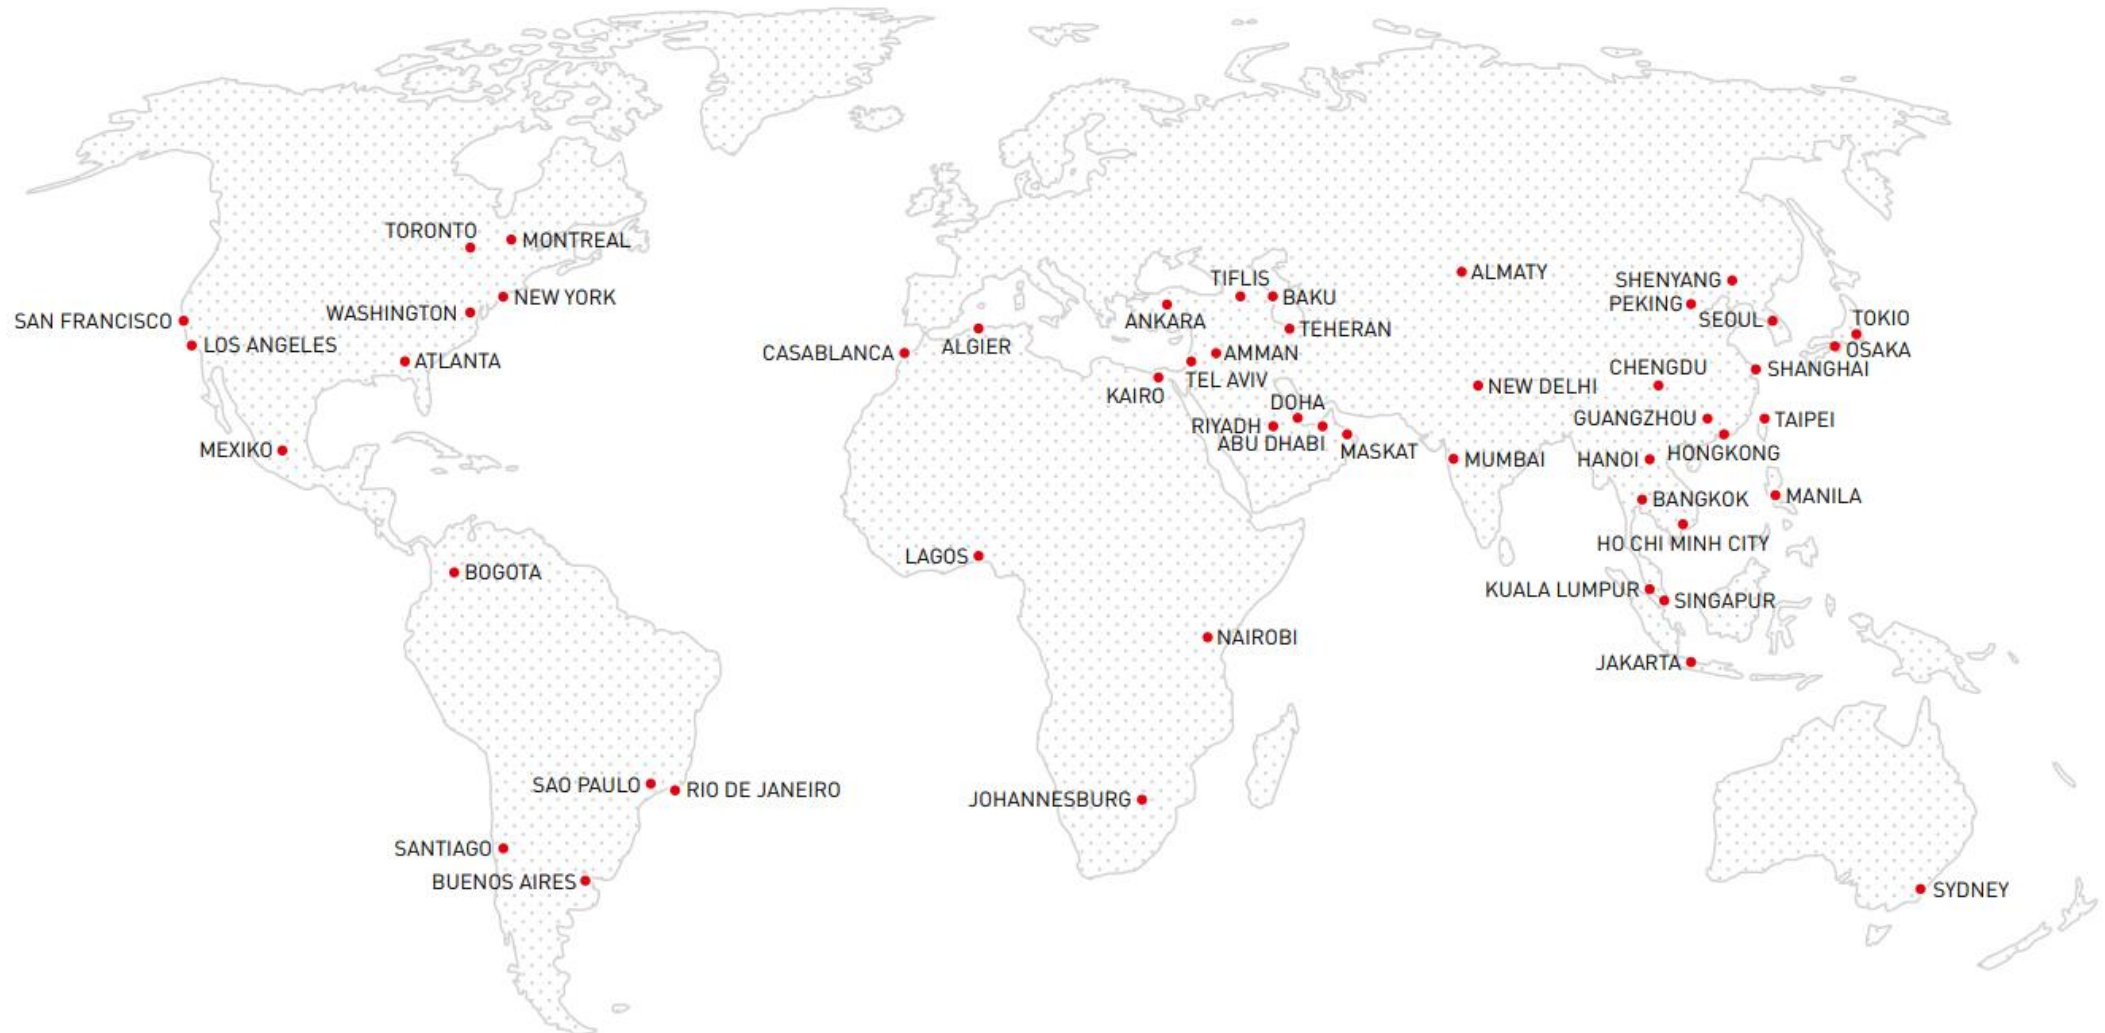 TORONTO
MONTREAL
SAN FRANCISCO
LOS ANGELES
WASHINGTON
NEW YORK
ATLANTA
MEXIKO
BOGOTA
SAO PAULO
RIO DE JANEIRO
SANTIAGO
BUENOS AIRES
CASABLANCA
ALGIER
ANKARA
TIFLIS
BAKU
TEHERAN
AMMAN
TEL AVIV
KAIRO
DOHA
RIYADH
ABU DHABI
MASKAT
LAGOS
NAIROBI
JOHANNESBURG
ALMATY
NEW DELHI
MUMBAI
SHENYANG
PEKING
SEOUL
TOKIO
OSAKA
CHENGDU
SHANGHAI
GUANGZHOU
TAIPEI
HONGKONG
HANOI
BANGKOK
MANILA
HO CHI MINH CITY
KUALA LUMPUR
SINGAPUR
JAKARTA
SYDNEY